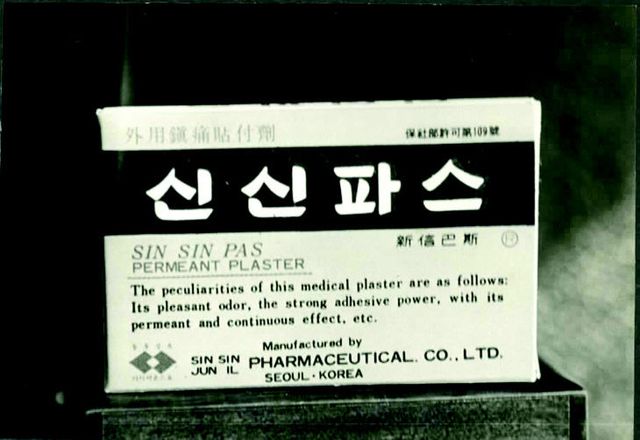 外用鎭痛貼付劑
保社部許可第109號
신신파스
新信巴斯 ®
SIN SIN PAS
PERMEANT PLASTER
The peculiarities of this medical plaster are as follows:
Its pleasant odor, the strong adhesive power, with its
permeant and continuous effect, etc.
Manufactured by
SIN SIN
JUN IL PHARMACEUTICAL. CO., LTD.
SEOUL·KOREA